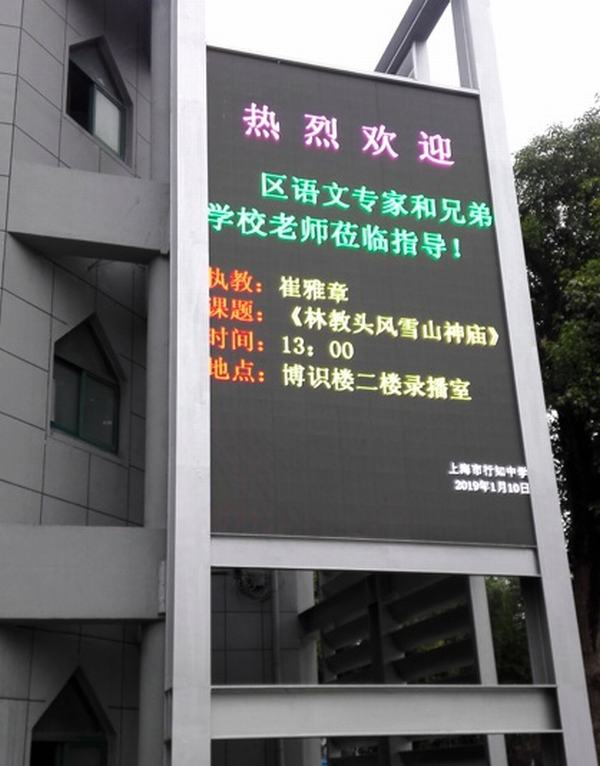 热烈欢迎
区语文专家和兄弟
学校老师莅临指导！
执教：崔雅章
课题：《林教头风雪山神庙》
时间：13：00
地点：博识楼二楼录播室
上海市行知中学
2019年1月10日